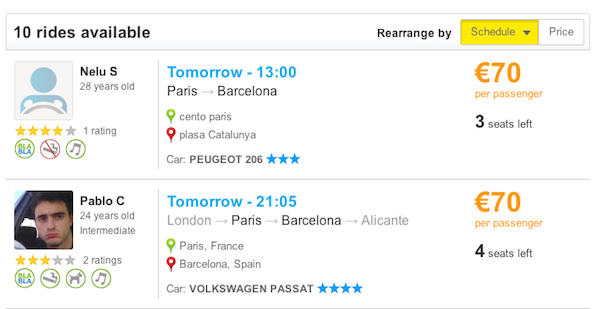 10 rides available
Rearrange by Schedule Price
Nelu S
28 years old
1 rating
BLA BLA
Tomorrow - 13:00
Paris → Barcelona
cento paris
plasa Catalunya
Car: PEUGEOT 206
€70
per passenger
3 seats left
Pablo C
24 years old
Intermediate
2 ratings
BLA BLA
Tomorrow - 21:05
London → Paris → Barcelona → Alicante
Paris, France
Barcelona, Spain
Car: VOLKSWAGEN PASSAT
€70
per passenger
4 seats left